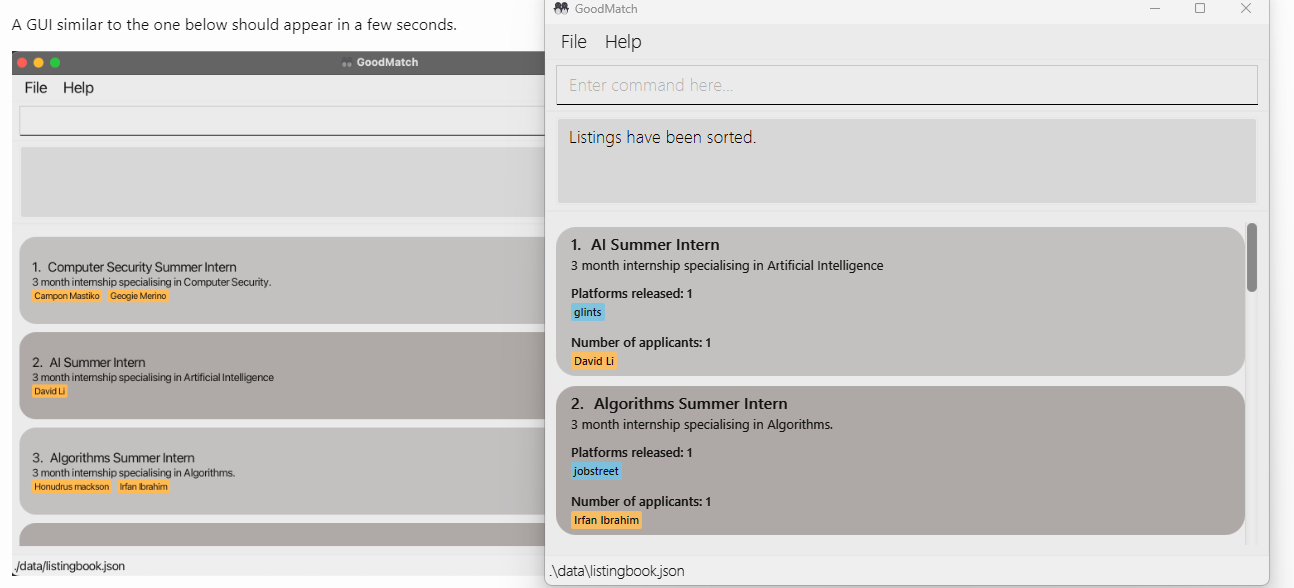 A GUI similar to the one below should appear in a few seconds.
GoodMatch
File Help
1. Computer Security Summer Intern
3 month internship specialising in Computer Security.
Campon Mastiko Geogie Merino
2. AI Summer Intern
3 month internship specialising in Artificial Intelligence
David Li
3. Algorithms Summer Intern
3 month internship specialising in Algorithms.
Honudrus mackson Irfan Ibrahim
./data/listingbook.json
GoodMatch
File Help
Enter command here...
Listings have been sorted.
1. AI Summer Intern
3 month internship specialising in Artificial Intelligence
Platforms released: 1
glints
Number of applicants: 1
David Li
2. Algorithms Summer Intern
3 month internship specialising in Algorithms.
Platforms released: 1
jobstreet
Number of applicants: 1
Irfan Ibrahim
.\data\listingbook.json